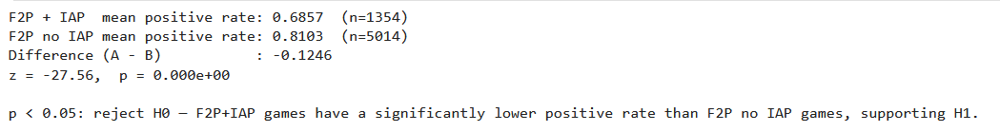 F2P + IAP  mean positive rate: 0.6857  (n=1354)
F2P no IAP mean positive rate: 0.8103  (n=5014)
Difference (A - B)            : -0.1246
z = -27.56,  p = 0.000e+00
p < 0.05: reject H0 — F2P+IAP games have a significantly lower positive rate than F2P no IAP games, supporting H1.